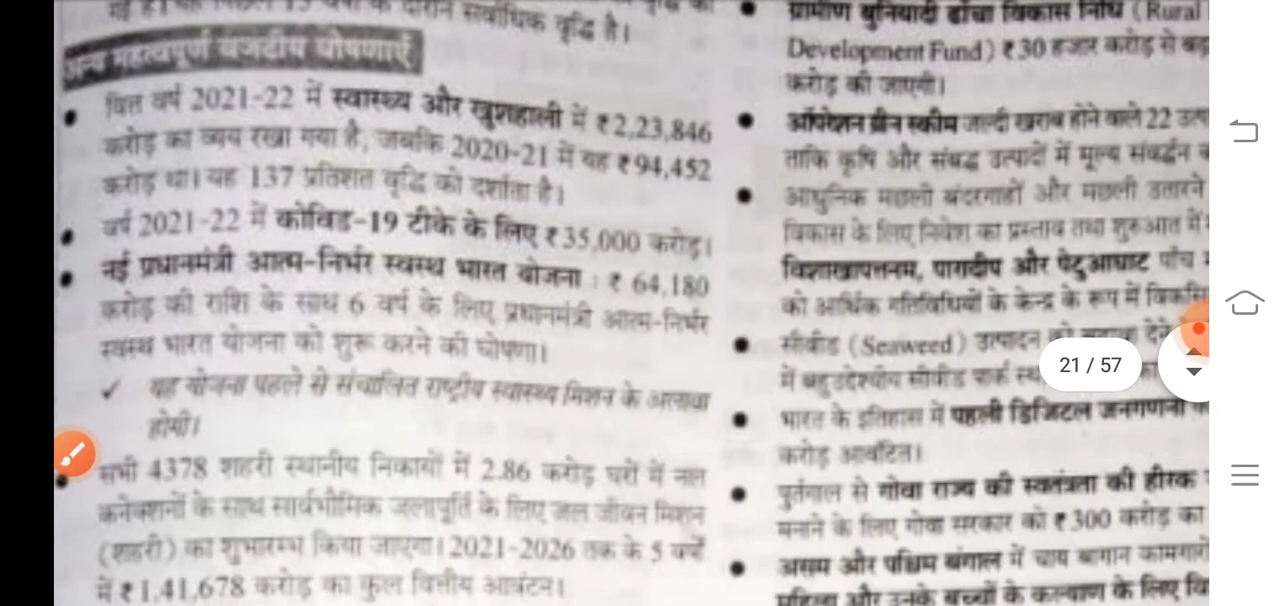 के दौरान सर्वाधिक वृद्धि है।
अन्य महत्वपूर्ण बजटीय घोषणाएँ
● वित्त वर्ष 2021-22 में स्वास्थ्य और खुशहाली में ₹2,23,846
करोड़ का व्यय रखा गया है, जबकि 2020-21 में यह ₹94,452
करोड़ था। यह 137 प्रतिशत वृद्धि को दर्शाता है।
● वर्ष 2021-22 में कोविड-19 टीके के लिए ₹35,000 करोड़।
● नई प्रधानमंत्री आत्म-निर्भर स्वस्थ भारत योजना : ₹ 64,180
करोड़ की राशि के साथ 6 वर्ष के लिए प्रधानमंत्री आत्म-निर्भर
स्वस्थ भारत योजना को शुरू करने की घोषणा।
✓ यह योजना पहले से संचालित राष्ट्रीय स्वास्थ्य मिशन के अलावा
होगी।
● सभी 4378 शहरी स्थानीय निकायों में 2.86 करोड़ घरों में नल
कनेक्शनों के साथ सार्वभौमिक जलापूर्ति के लिए जल जीवन मिशन
(शहरी) का शुभारम्भ किया जाएगा। 2021-2026 तक के 5 वर्षों
में ₹1,41,678 करोड़ का कुल वित्तीय आवंटन।
● ग्रामीण बुनियादी ढाँचा विकास निधि (Rural
Development Fund) ₹30 हजार करोड़ से
करोड़ की जाएगी।
● ऑपरेशन ग्रीन स्कीम जल्दी खराब होने वाले 22
ताकि कृषि और संबद्ध उत्पादों में मूल्य संवर्द्धन
● आधुनिक मछली बंदरगाहों और मछली उतारने
विकास के लिए निवेश का प्रस्ताव तथा शुरुआत में
विशाखापत्तनम, पारादीप और पेटुआघाट पाँच
को आर्थिक गतिविधियों के केन्द्र के रूप में
● सीवीड (Seaweed) उत्पादन को बढ़ावा देने
में बहुउद्देश्यीय सीवीड पार्क
● भारत के इतिहास में पहली डिजिटल जनगणना
करोड़ आवंटित।
● पुर्तगाल से गोवा राज्य की स्वतंत्रता की हीरक
मनाने के लिए गोवा सरकार को ₹300 करोड़ का
● असम और पश्चिम बंगाल में चाय बागान कामगारों
महिला और उनके बच्चों के कल्याण के लिए
21 / 57